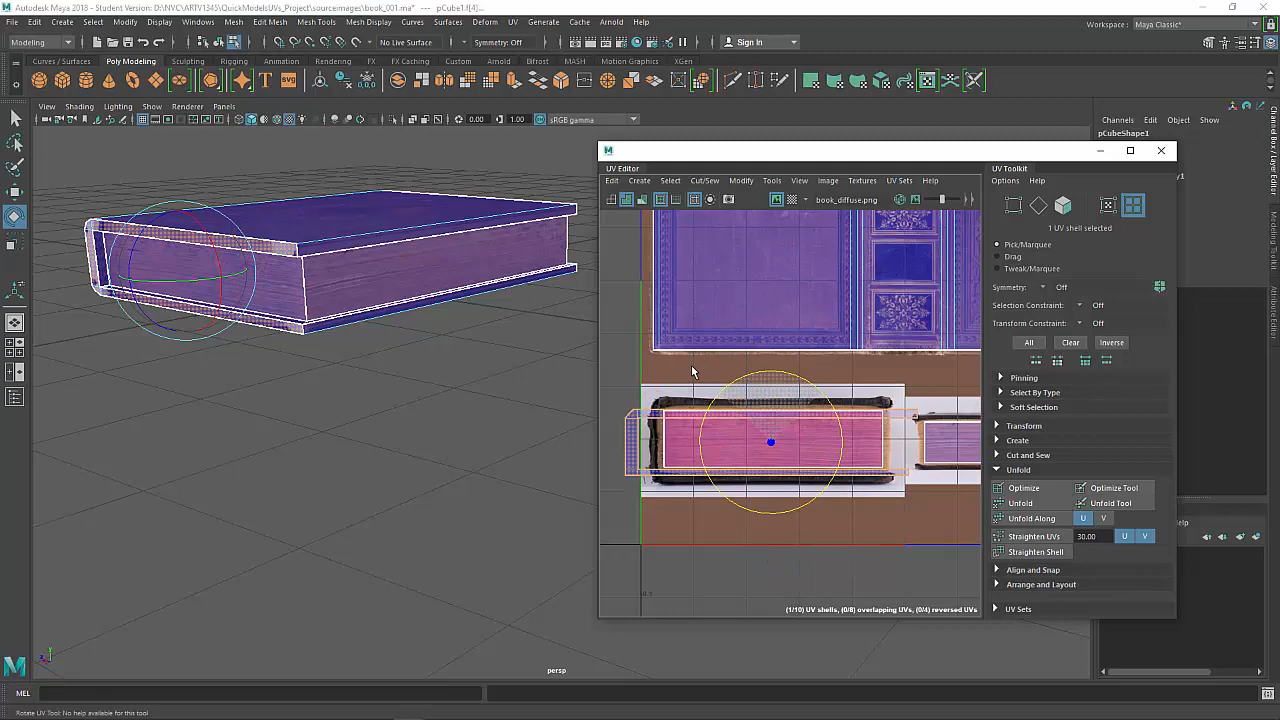 Autodesk Maya 2018 - Student Version: D:\NVC\ARTV1345\QuickModelsUVs_Project\sourceimages\book_001.ma* --- pCube1.f[4]...
File Edit Create Select Modify Display Windows Mesh Edit Mesh Mesh Tools Mesh Display Curves Surfaces Deform UV Generate Cache Arnold Help
Workspace : Maya Classic*
Modeling No Live Surface Symmetry: Off Sign In
Curves / Surfaces Poly Modeling Sculpting Rigging Animation Rendering FX FX Caching Custom Arnold Bifrost MASH Motion Graphics XGen
View Shading Lighting Show Renderer Panels
0.00 1.00 sRGB gamma
Channels Edit Object Show
pCubeShape1
UV Editor
Edit Create Select Cut/Sew Modify Tools View Image Textures UV Sets Help
book_diffuse.png
UV Toolkit
Options Help
1 UV shell selected
Pick/Marquee
Drag
Tweak/Marquee
Symmetry: Off
Selection Constraint: Off
Transform Constraint: Off
All Clear Inverse
Pinning
Select By Type
Soft Selection
Transform
Create
Cut and Sew
Unfold
Optimize Optimize Tool
Unfold Unfold Tool
Unfold Along U V
Straighten UVs 30.00 U V
Straighten Shell
Align and Snap
Arrange and Layout
UV Sets
(1/10) UV shells, (0/8) overlapping UVs, (0/4) reversed UVs
Channel Box / Layer Editor
Modeling Toolkit
Attribute Editor
persp
MEL
Rotate UV Tool: No help available for this tool